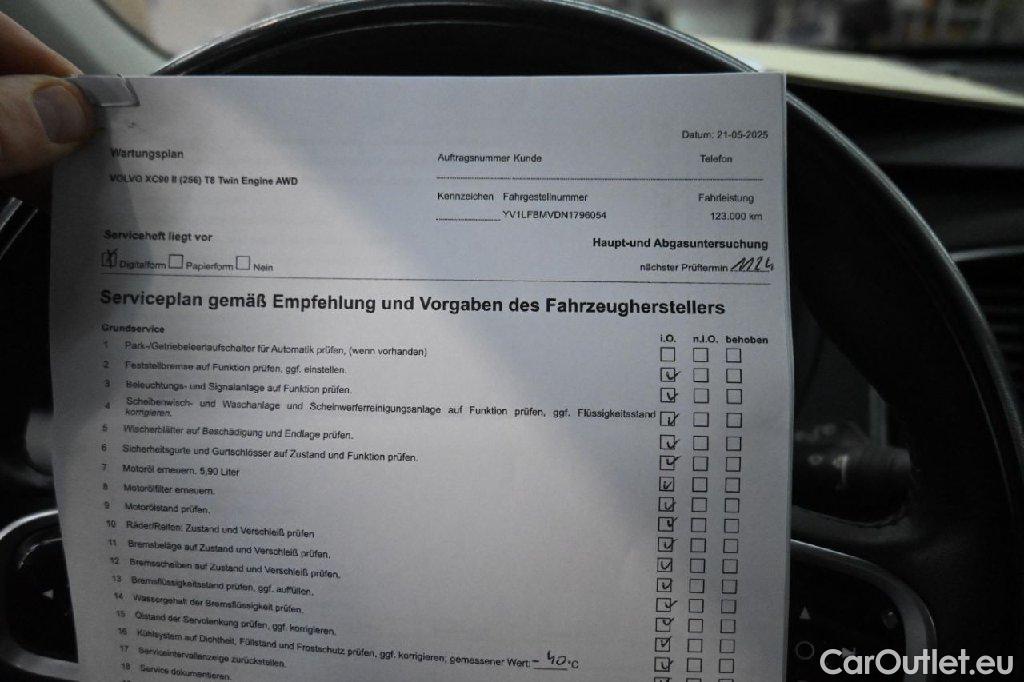 Datum: 21-05-2025
Wartungsplan
Auftragsnummer Kunde
Telefon
VOLVO XC90 II (256) T8 Twin Engine AWD
Kennzeichen Fahrgestellnummer
Fahrleistung
YV1LFBMVDN1796054
123.000 km
Serviceheft liegt vor
Haupt-und Abgasuntersuchung
Digitalform Papierform Nein
nächster Prüftermin 1124
Serviceplan gemäß Empfehlung und Vorgaben des Fahrzeugherstellers
Grundservice
i.O. n.i.O. behoben
1 Park-/Getriebeleerlaufschalter für Automatik prüfen, (wenn vorhanden)
2 Feststellbremse auf Funktion prüfen, ggf. einstellen.
3 Beleuchtungs- und Signalanlage auf Funktion prüfen.
4 Scheibenwisch- und Waschanlage und Scheinwerferreinigungsanlage auf Funktion prüfen, ggf. Flüssigkeitsstand
korrigieren.
5 Wischerblätter auf Beschädigung und Endlage prüfen.
6 Sicherheitsgurte und Gurtschlösser auf Zustand und Funktion prüfen.
7 Motoröl erneuern. 5,90 Liter
8 Motorölfilter erneuern.
9 Motorölstand prüfen.
10 Räder/Reifen: Zustand und Verschleiß prüfen
11 Bremsbeläge auf Zustand und Verschleiß prüfen.
12 Bremsscheiben auf Zustand und Verschleiß prüfen.
13 Bremsflüssigkeitsstand prüfen, ggf. auffüllen.
14 Wassergehalt der Bremsflüssigkeit prüfen.
15 Ölstand der Servolenkung prüfen, ggf. korrigieren.
16 Kühlsystem auf Dichtheit, Füllstand und Frostschutz prüfen, ggf. korrigieren; gemessener Wert: -40 °C
17 Serviceintervallanzeige zurückstellen.
18 Service dokumentieren.
CarOutlet.eu